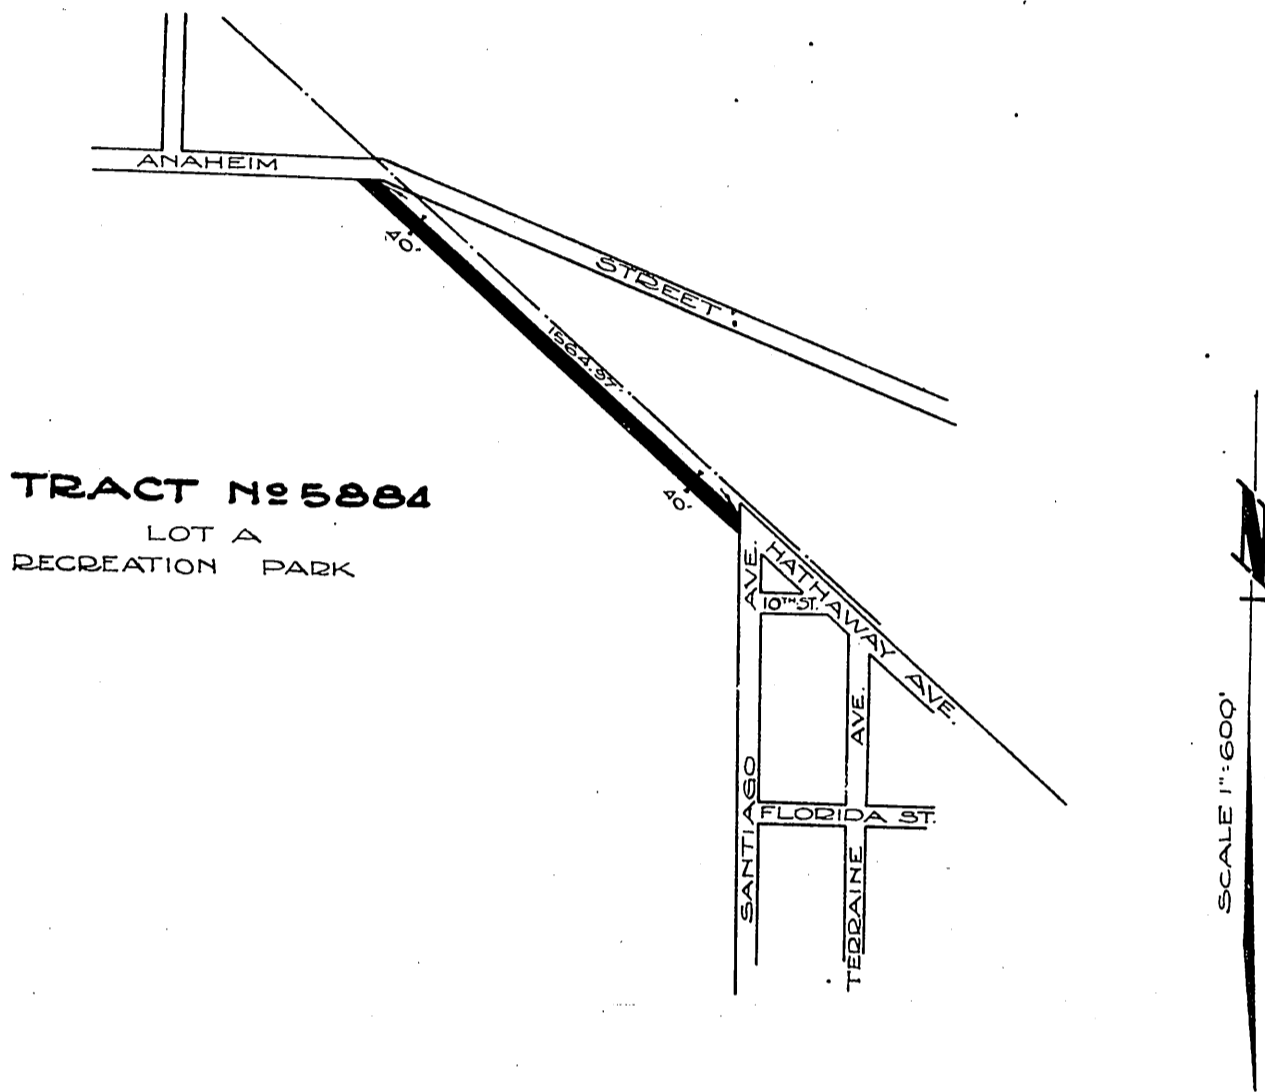 ANAHEIM
STREET
40'
1564.57'
40'
TRACT No 5884
LOT A
RECREATION PARK
HATHAWAY AVE.
10TH ST.
SANTIAGO AVE.
TERRAINE AVE.
FLORIDA ST.
N
SCALE 1":600'